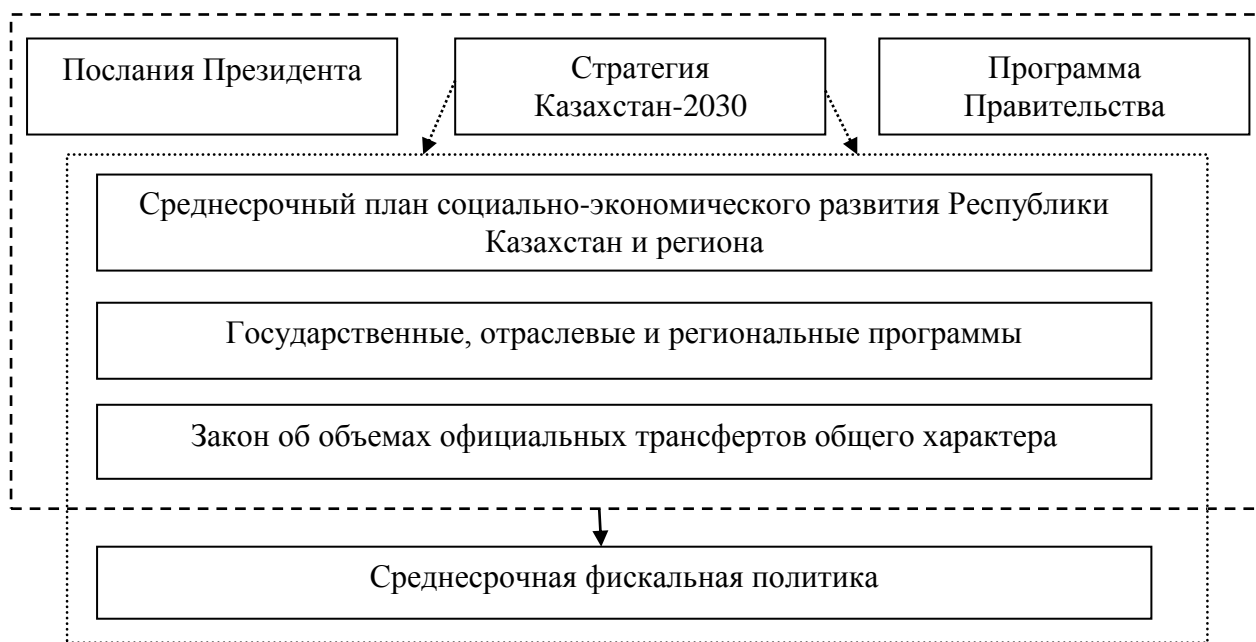 Послания Президента
Стратегия
Казахстан-2030
Программа
Правительства
Среднесрочный план социально-экономического развития Республики
Казахстан и региона
Государственные, отраслевые и региональные программы
Закон об объемах официальных трансфертов общего характера
Среднесрочная фискальная политика